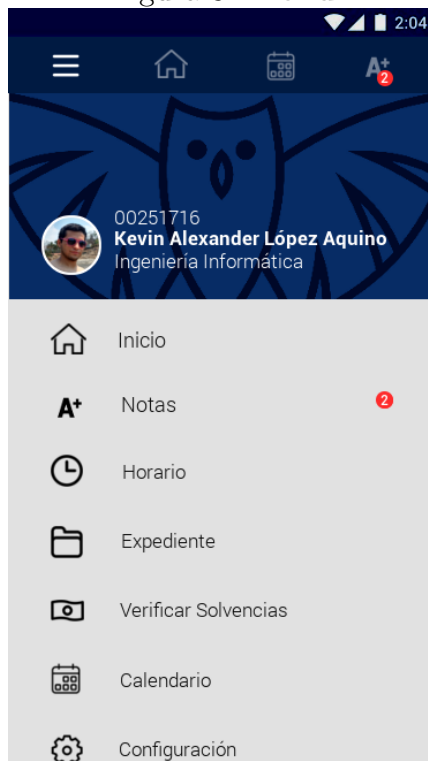 2:04
A+
2
00251716
Kevin Alexander López Aquino
Ingeniería Informática
Inicio
A+ Notas 2
Horario
Expediente
Verificar Solvencias
Calendario
Configuración